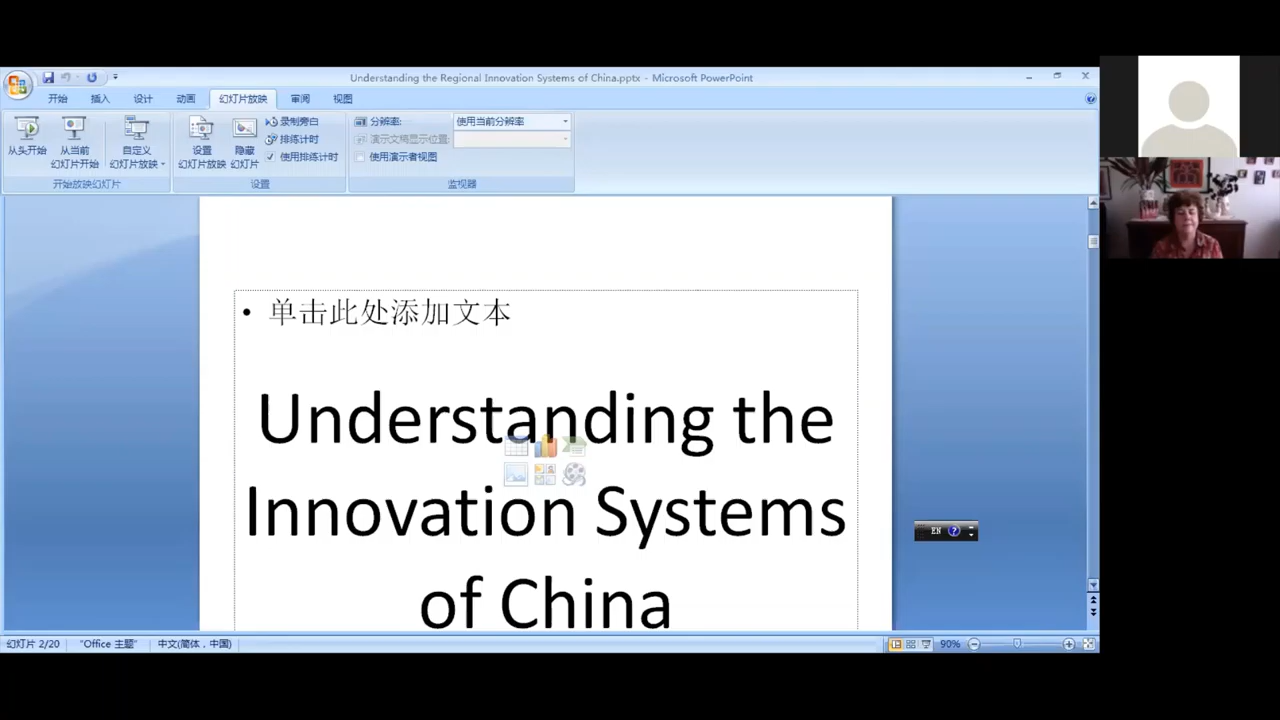 Understanding the Regional Innovation Systems of China.pptx - Microsoft PowerPoint
开始 插入 设计 动画 幻灯片放映 审阅 视图
从头开始
从当前
幻灯片开始
自定义
幻灯片放映
开始放映幻灯片
设置
幻灯片放映
隐藏
幻灯片
录制旁白
排练计时
使用排练计时
设置
分辨率:
使用当前分辨率
演示文稿显示位置:
使用演示者视图
监视器
• 单击此处添加文本
Understanding the
Innovation Systems
of China
EN
幻灯片 2/20 "Office 主题" 中文(简体，中国) 90%